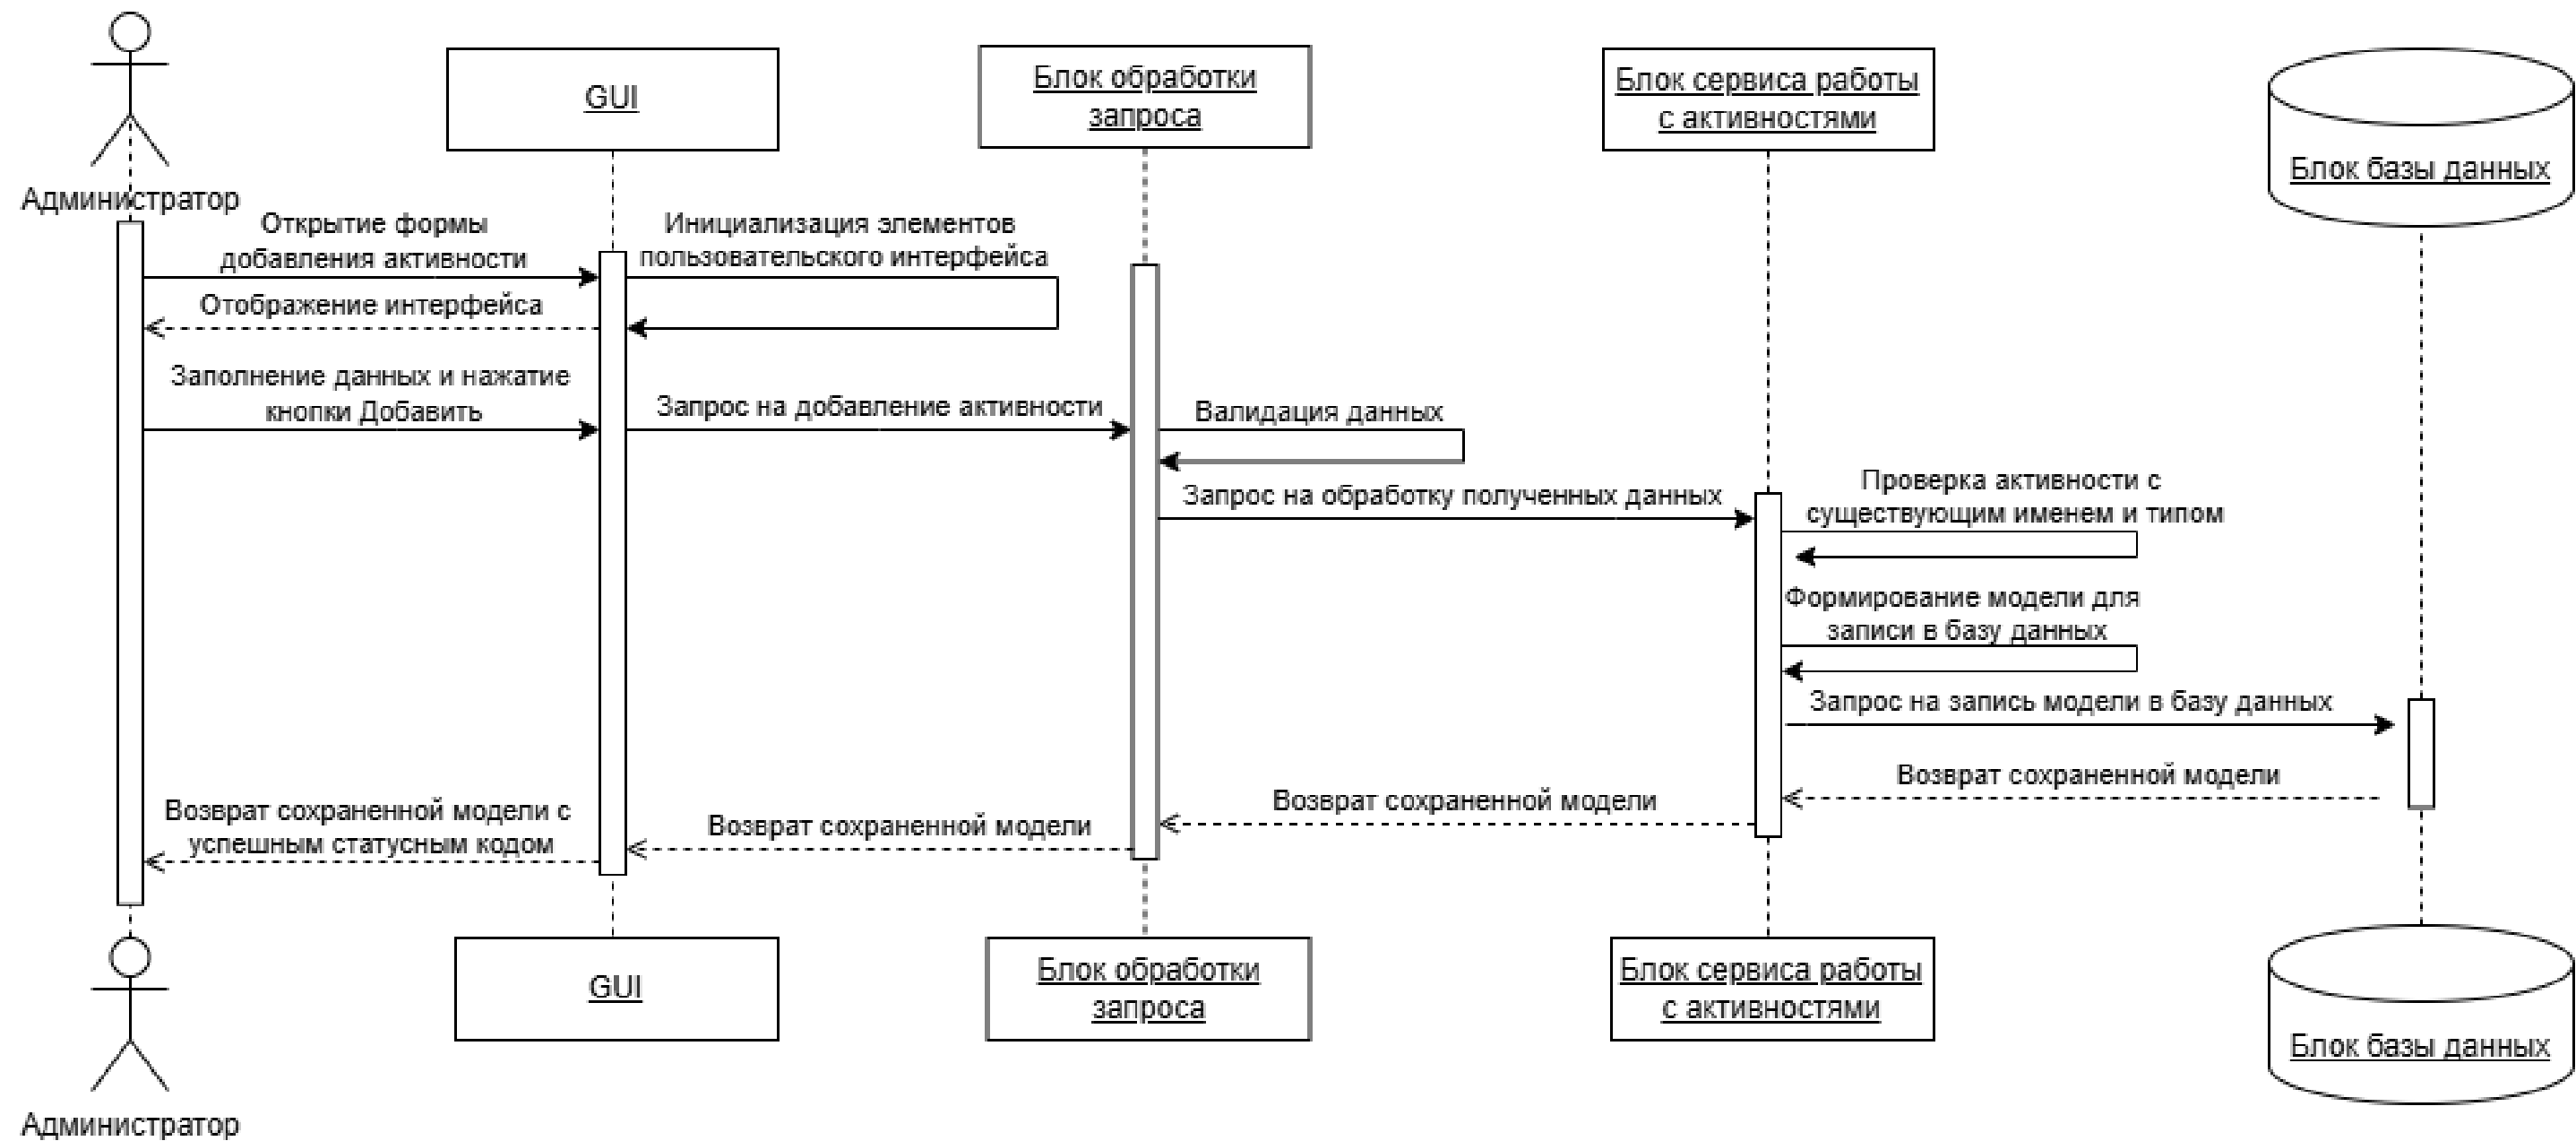 GUI
Блок обработки
запроса
Блок сервиса работы
с активностями
Блок базы данных
Администратор
Открытие формы
добавления активности
Инициализация элементов
пользовательского интерфейса
Отображение интерфейса
Заполнение данных и нажатие
кнопки Добавить
Запрос на добавление активности
Валидация данных
Запрос на обработку полученных данных
Проверка активности с
существующим именем и типом
Формирование модели для
записи в базу данных
Запрос на запись модели в базу данных
Возврат сохраненной модели
Возврат сохраненной модели
Возврат сохраненной модели
Возврат сохраненной модели с
успешным статусным кодом
GUI
Блок обработки
запроса
Блок сервиса работы
с активностями
Блок базы данных
Администратор